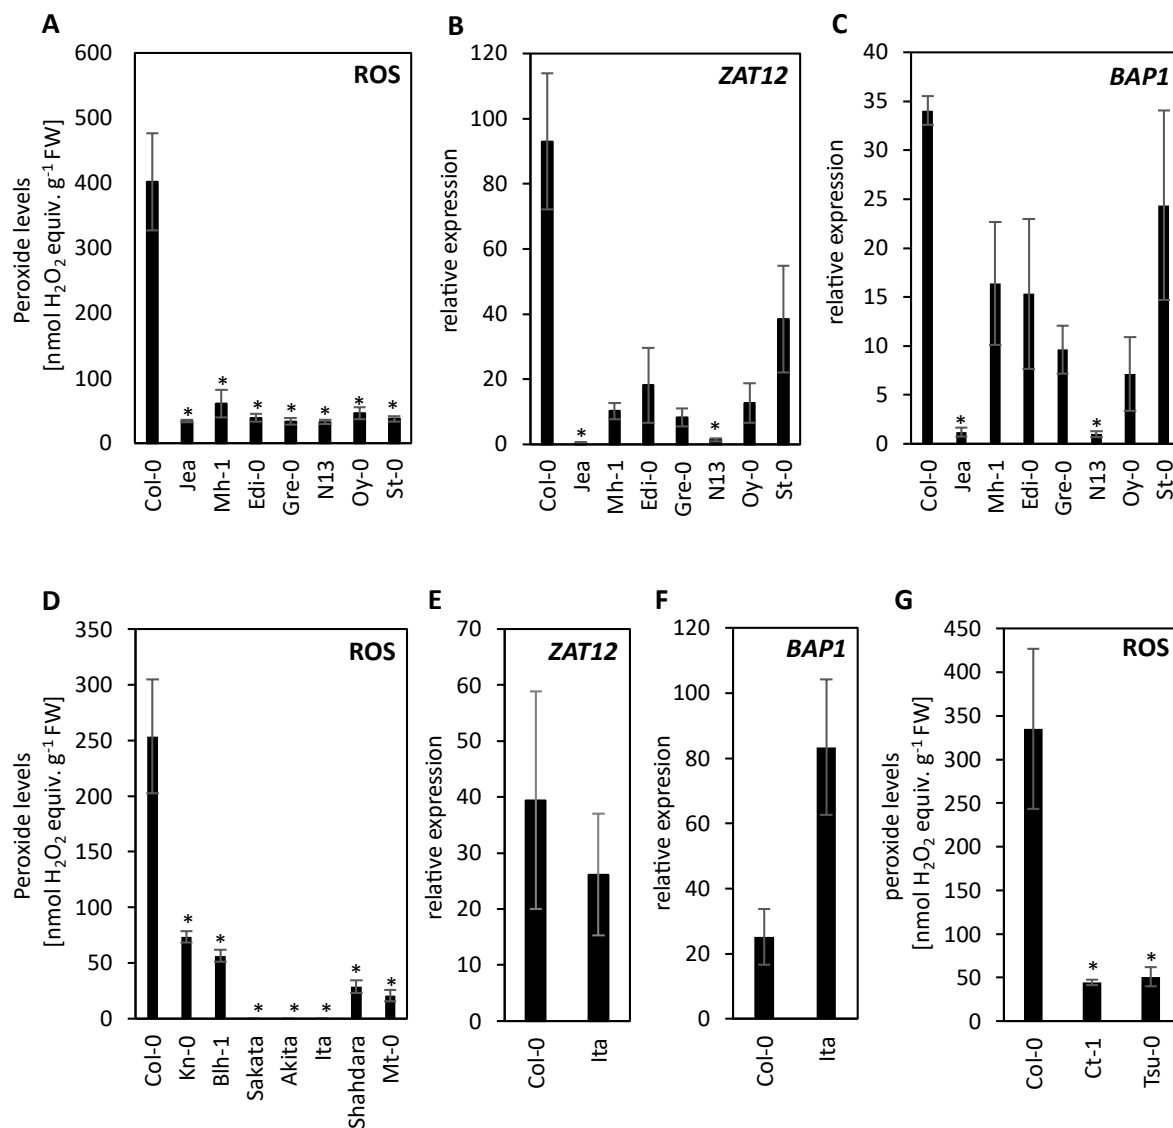 A
ROS
Peroxide levels
[nmol H₂O₂ equiv. g⁻¹ FW]
600
500
400
300
200
100
0
*
*
*
*
*
*
*
Col-0
Jea
Mh-1
Edi-0
Gre-0
N13
Oy-0
St-0
B
ZAT12
relative expression
120
100
80
60
40
20
0
*
*
Col-0
Jea
Mh-1
Edi-0
Gre-0
N13
Oy-0
St-0
C
BAP1
relative expression
40
35
30
25
20
15
10
5
0
*
*
Col-0
Jea
Mh-1
Edi-0
Gre-0
N13
Oy-0
St-0
D
ROS
Peroxide levels
[nmol H₂O₂ equiv. g⁻¹ FW]
350
300
250
200
150
100
50
0
*
*
*
*
*
*
*
Col-0
Kn-0
Blh-1
Sakata
Akita
Ita
Shahdara
Mt-0
E
ZAT12
relative expression
70
60
50
40
30
20
10
0
Col-0
Ita
F
BAP1
relative expression
120
100
80
60
40
20
0
Col-0
Ita
G
ROS
peroxide levels
[nmol H₂O₂ equiv. g⁻¹ FW]
450
400
350
300
250
200
150
100
50
0
*
*
Col-0
Ct-1
Tsu-0